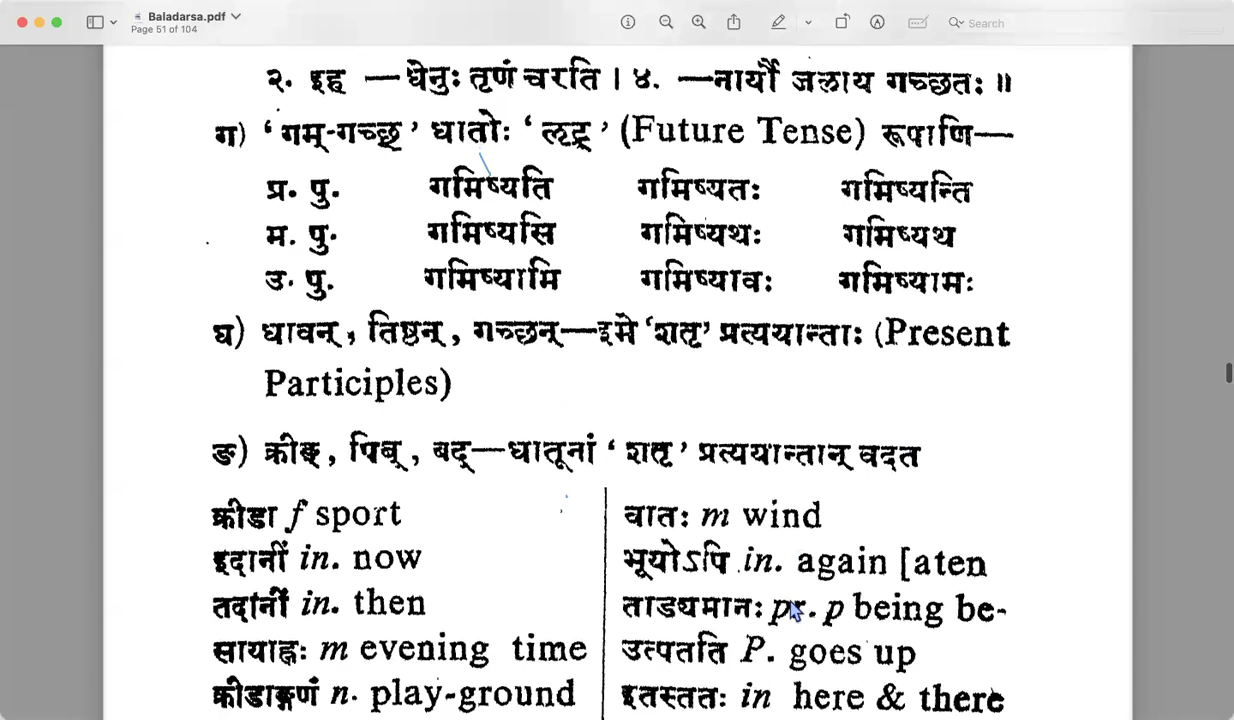 Baladarsa.pdf
Page 51 of 104
Search
२. इह —धेनुः तृणं चरति । ४. —नार्यौ जलाय गच्छतः ॥
ग) ‘गम्-गच्छ्’ धातोः ‘लृट्’ (Future Tense) रूपाणि—
प्र. पु. गमिष्यति गमिष्यतः गमिष्यन्ति
म. पु. गमिष्यसि गमिष्यथः गमिष्यथ
उ. पु. गमिष्यामि गमिष्यावः गमिष्यामः
घ) धावन्, तिष्ठन्, गच्छन्—इमे ‘शतृ’ प्रत्ययान्ताः (Present
Participles)
ङ) क्रीड्, पिब्, वद्—धातूनां ‘शतृ’ प्रत्ययान्तान् वदत
क्रीडा f sport
इदानीं in. now
तदानीं in. then
सायाह्नः m evening time
क्रीडाङ्गणं n. play-ground
वातः m wind
भूयोऽपि in. again [aten
ताडयमानः pr. p being be-
उत्पतति P. goes up
इतस्ततः in here & there